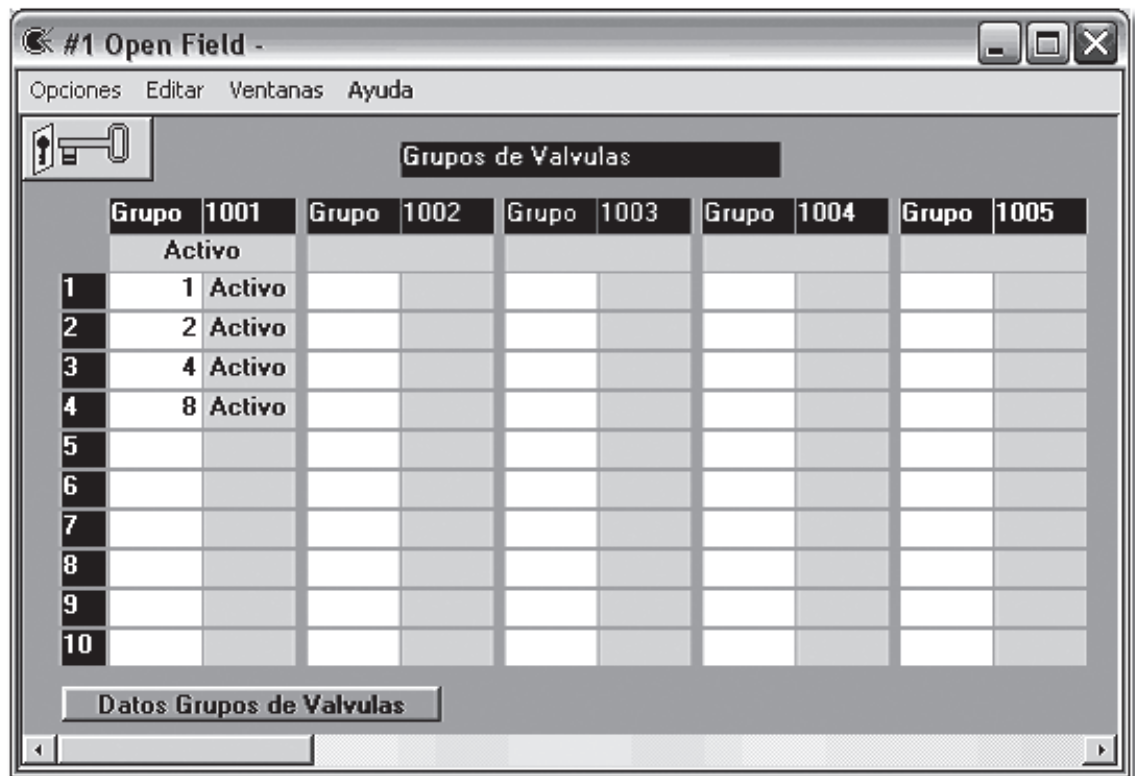 #1 Open Field -
Opciones Editar Ventanas Ayuda
Grupos de Valvulas
Grupo 1001 Grupo 1002 Grupo 1003 Grupo 1004 Grupo 1005
Activo
1 1 Activo
2 2 Activo
3 4 Activo
4 8 Activo
5
6
7
8
9
10
Datos Grupos de Valvulas